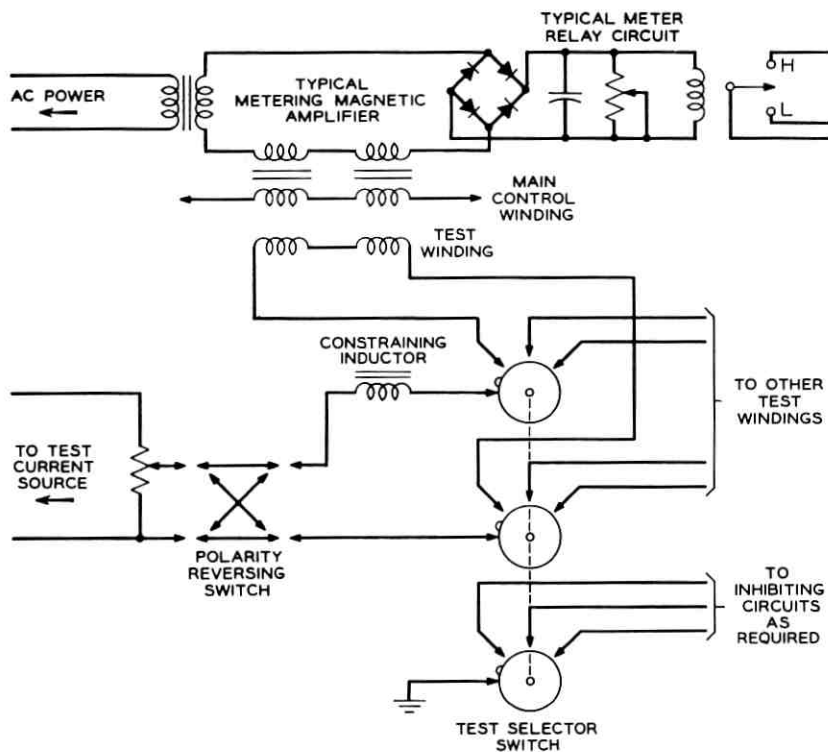 TYPICAL METER
RELAY CIRCUIT
H
L
AC POWER
TYPICAL
METERING MAGNETIC
AMPLIFIER
MAIN
CONTROL
WINDING
TEST
WINDING
CONSTRAINING
INDUCTOR
TO OTHER
TEST
WINDINGS
TO TEST
CURRENT
SOURCE
POLARITY
REVERSING
SWITCH
TO
INHIBITING
CIRCUITS
AS
REQUIRED
TEST SELECTOR
SWITCH